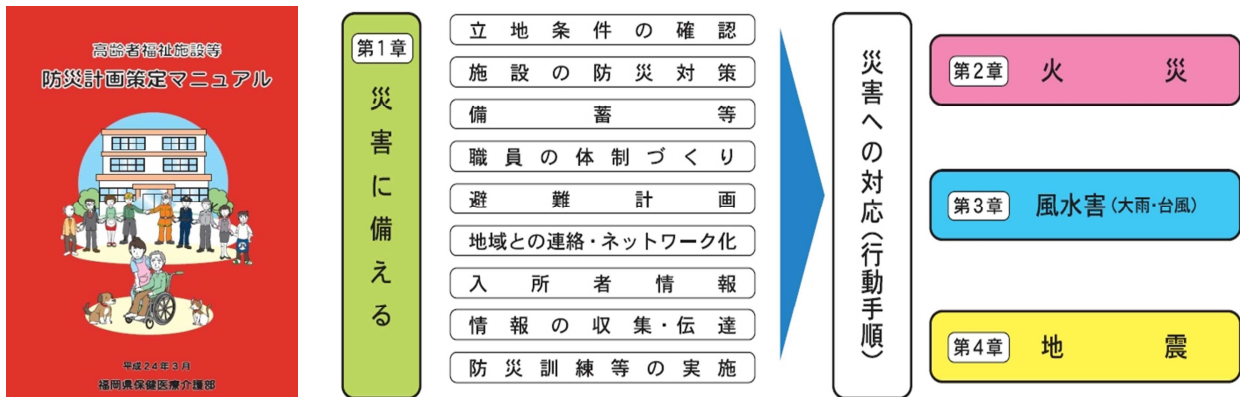 高齢者福祉施設等
防災計画策定マニュアル
平成24年3月
福岡県保健医療介護部
第1章
災害に備える
立地条件の確認
施設の防災対策
備蓄等
職員の体制づくり
避難計画
地域との連絡・ネットワーク化
入所者情報
情報の収集・伝達
防災訓練等の実施
災害への対応(行動手順)
第2章 火災
第3章 風水害(大雨・台風)
第4章 地震